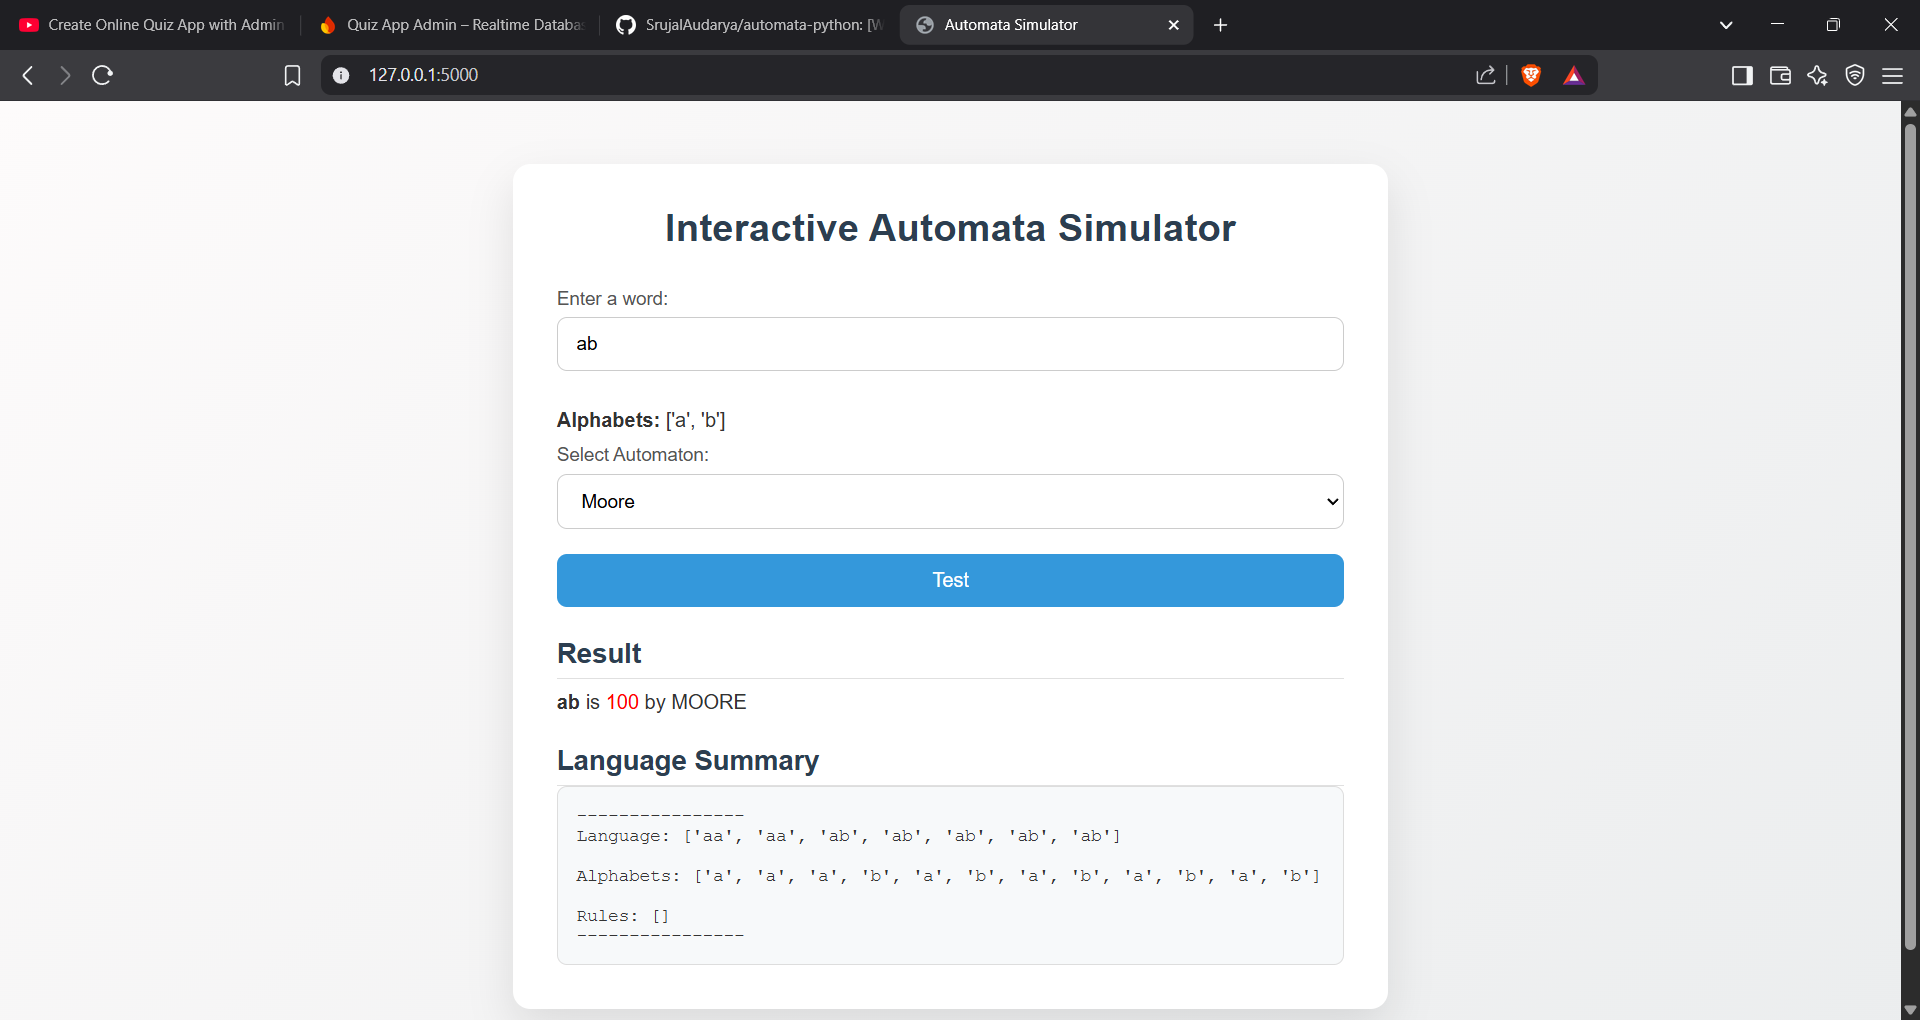 Create Online Quiz App with Admin
Quiz App Admin – Realtime Databas
SrujalAudarya/automata-python: [W
Automata Simulator
127.0.0.1:5000
Interactive Automata Simulator
Enter a word:
ab
Alphabets: ['a', 'b']
Select Automaton:
Moore
Test
Result
ab is 100 by MOORE
Language Summary
----------------
Language: ['aa', 'aa', 'ab', 'ab', 'ab', 'ab', 'ab']
Alphabets: ['a', 'a', 'a', 'b', 'a', 'b', 'a', 'b', 'a', 'b', 'a', 'b']
Rules: []
----------------